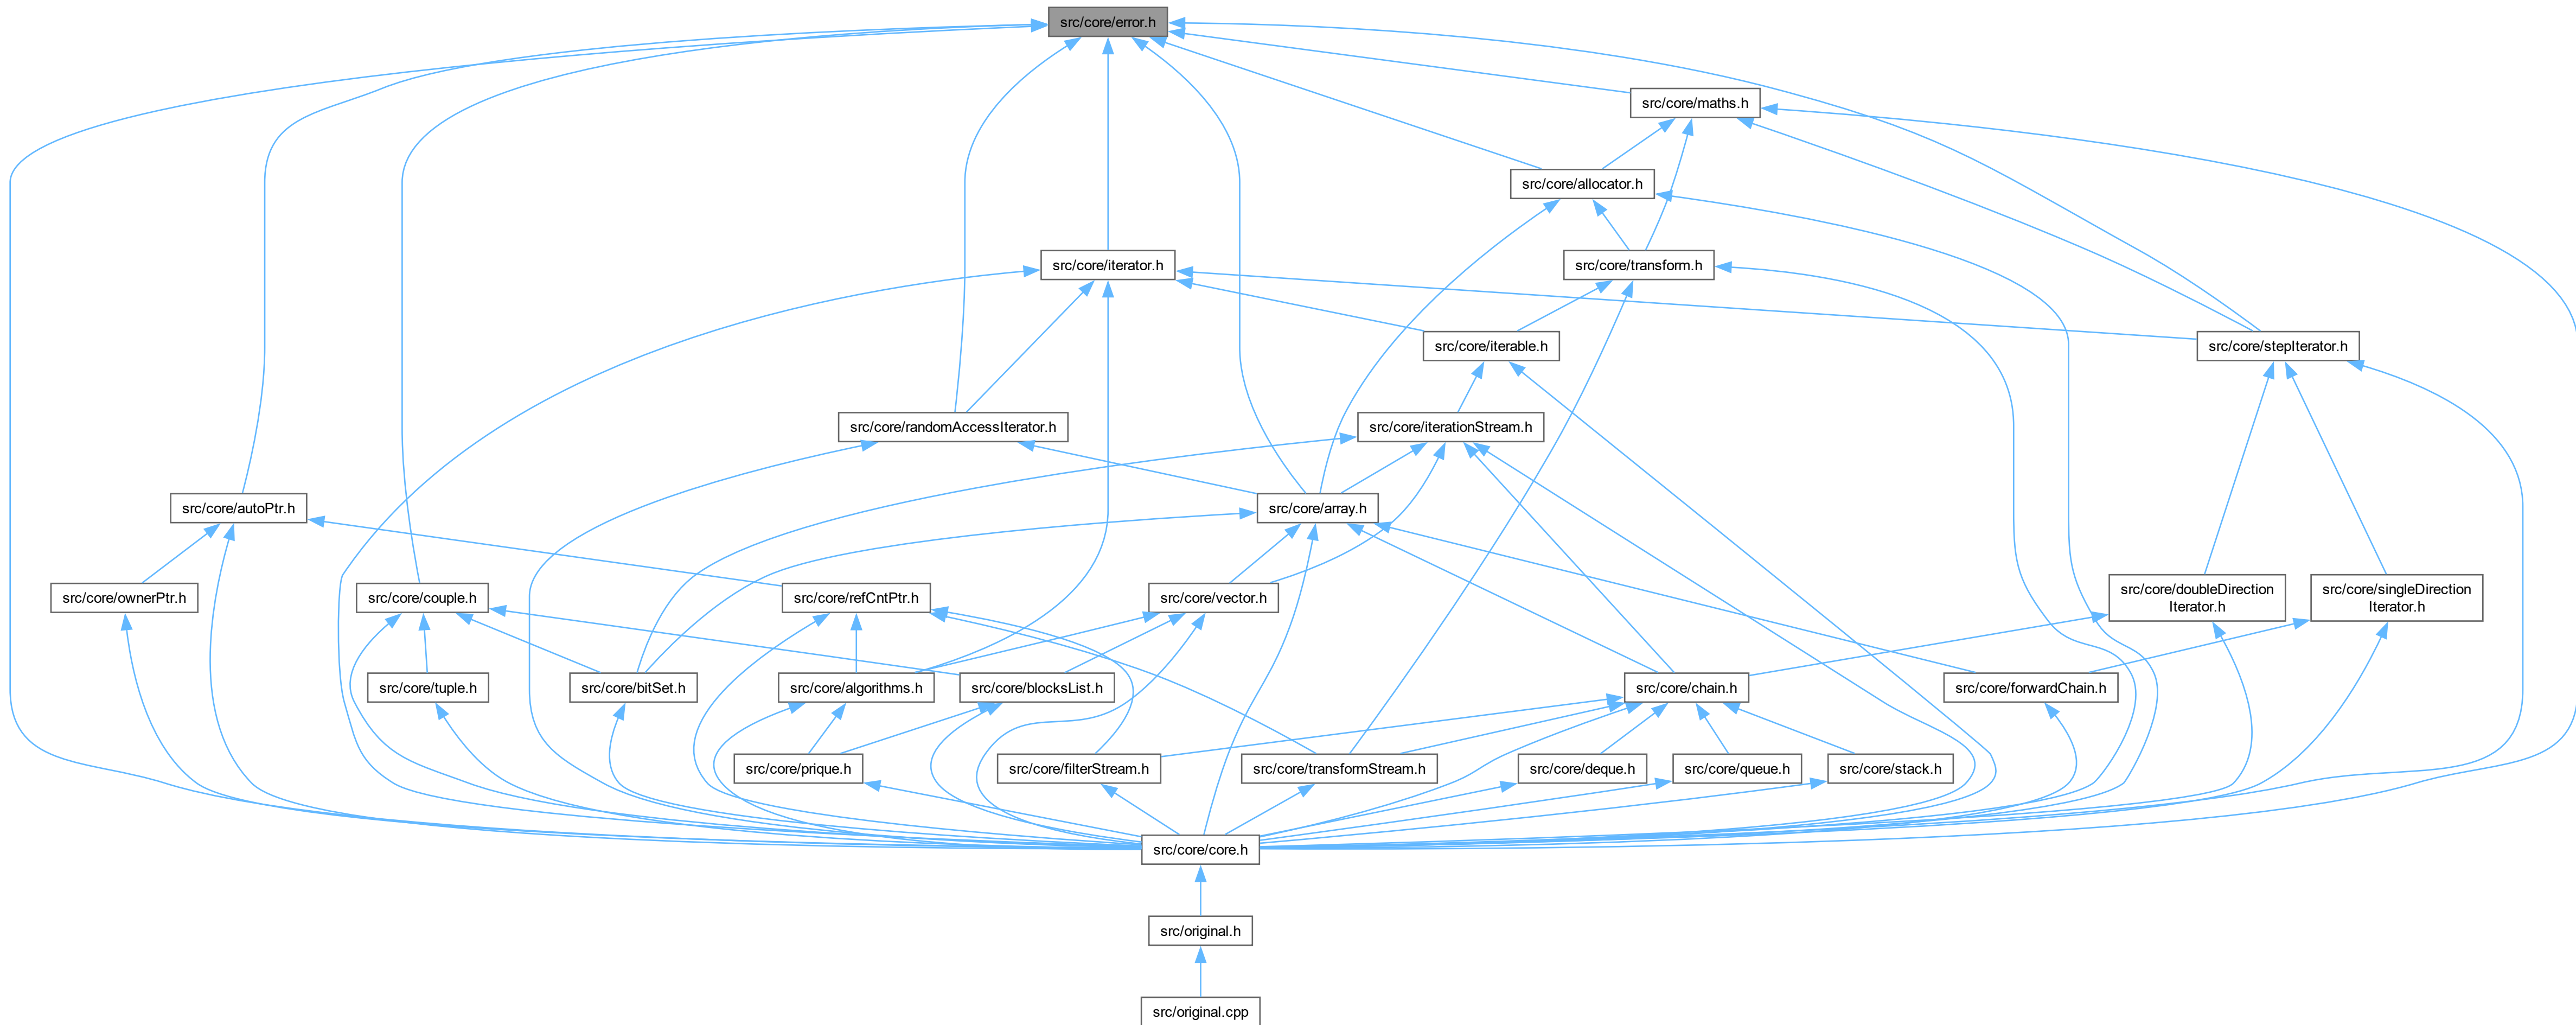 src/core/error.h
src/core/maths.h
src/core/allocator.h
src/core/iterator.h
src/core/transform.h
src/core/iterable.h
src/core/stepIterator.h
src/core/randomAccessIterator.h
src/core/iterationStream.h
src/core/autoPtr.h
src/core/array.h
src/core/ownerPtr.h
src/core/couple.h
src/core/refCntPtr.h
src/core/vector.h
src/core/doubleDirection
Iterator.h
src/core/singleDirection
Iterator.h
src/core/tuple.h
src/core/bitSet.h
src/core/algorithms.h
src/core/blocksList.h
src/core/chain.h
src/core/forwardChain.h
src/core/prique.h
src/core/filterStream.h
src/core/transformStream.h
src/core/deque.h
src/core/queue.h
src/core/stack.h
src/core/core.h
src/original.h
src/original.cpp